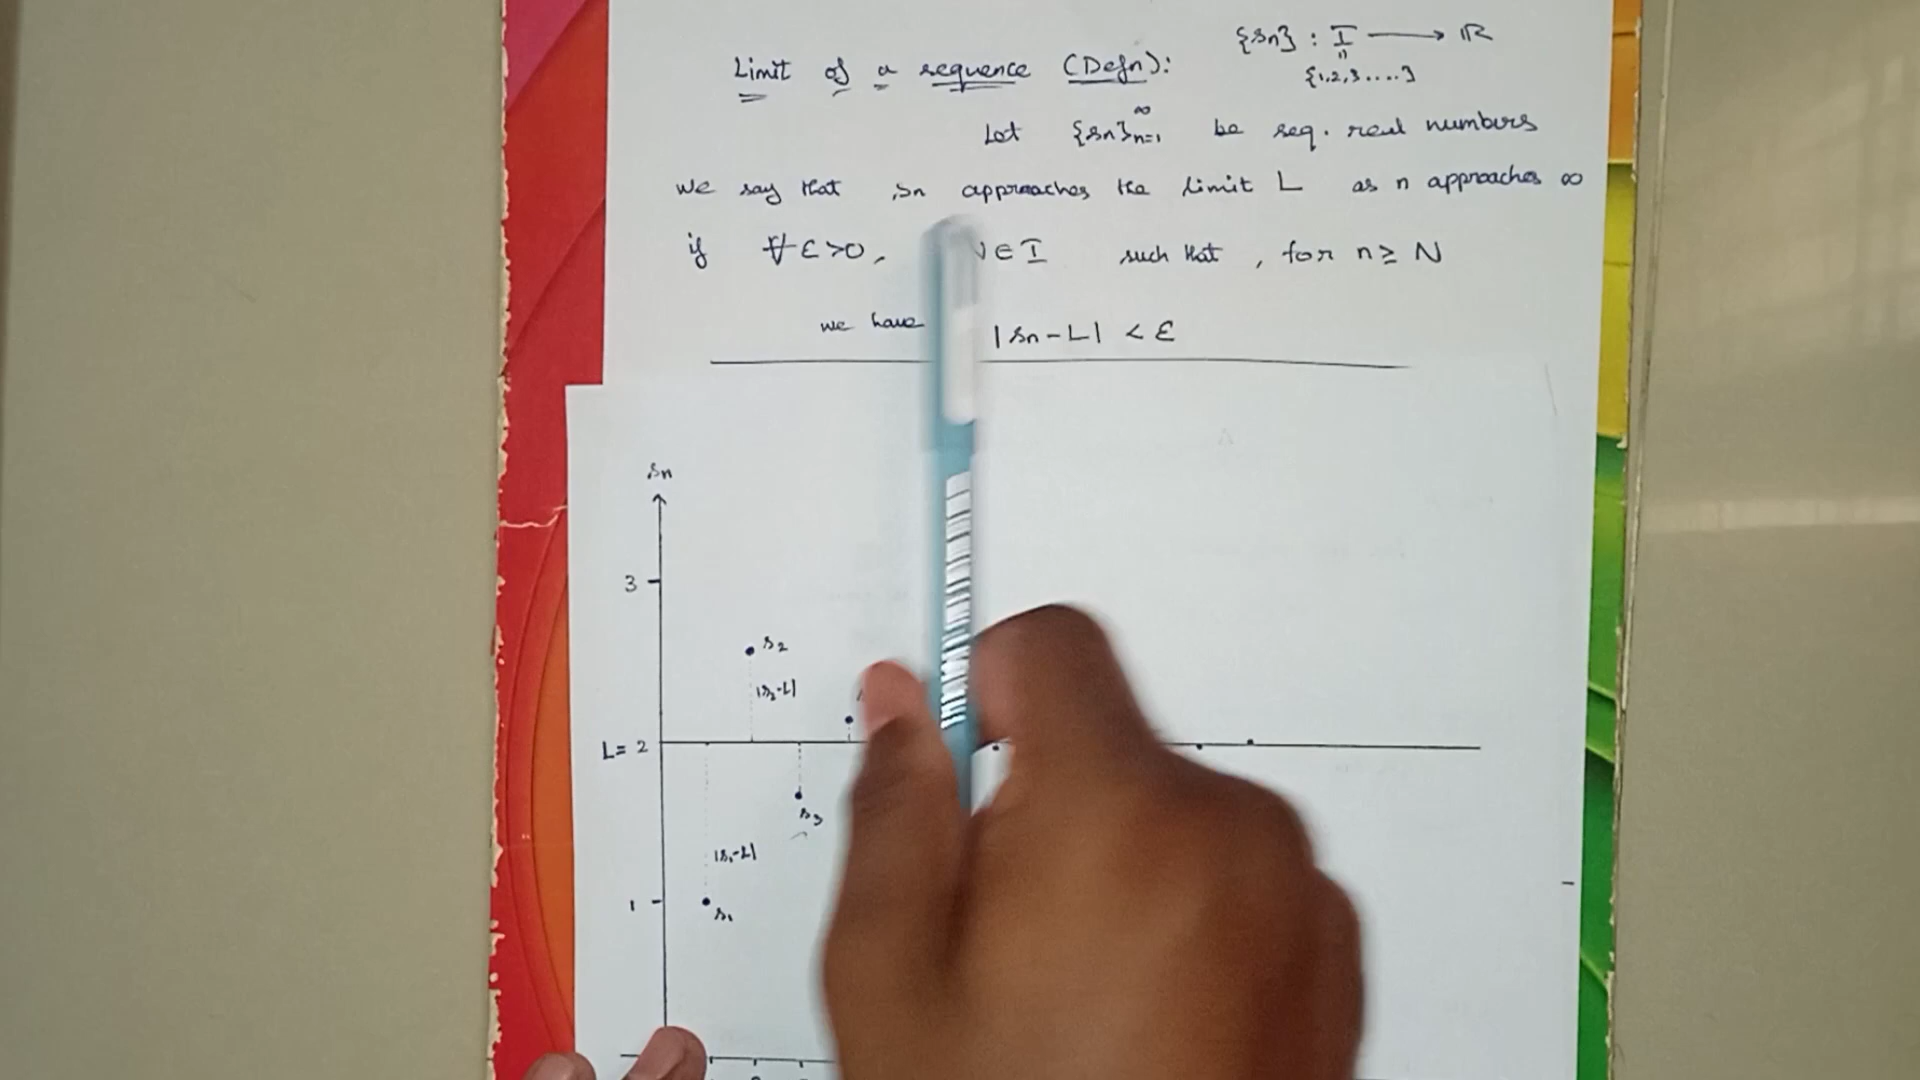 {sn} : I → ℝ
Limit of a sequence (Defn):
=
{1,2,3....}
Let {sn}∞n=1 be seq. real numbers
we say that sn approaches the limit L as n approaches ∞
if ∀ ε>0, N ∈ I such that , for n ≥ N
we have |sn - L| < ε
sn
3
s2
|s2-L|
L= 2
s3
|s1-L|
1
s1